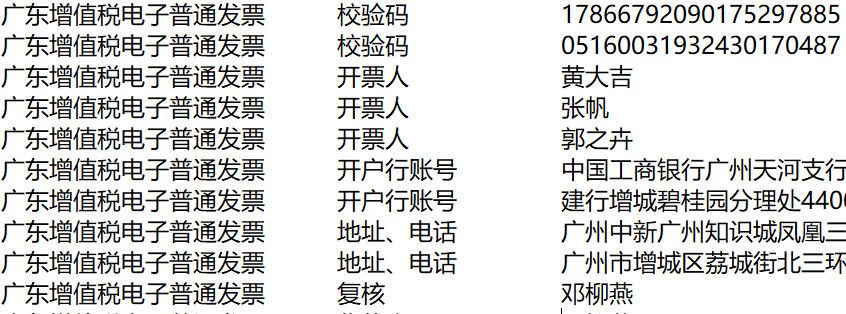 广东增值税电子普通发票 校验码 17866792090175297885
广东增值税电子普通发票 校验码 05160031932430170487
广东增值税电子普通发票 开票人 黄大吉
广东增值税电子普通发票 开票人 张帆
广东增值税电子普通发票 开票人 郭之卉
广东增值税电子普通发票 开户行账号 中国工商银行广州天河支行
广东增值税电子普通发票 开户行账号 建行增城碧桂园分理处4400
广东增值税电子普通发票 地址、电话 广州中新广州知识城凤凰三
广东增值税电子普通发票 地址、电话 广州市增城区荔城街北三环
广东增值税电子普通发票 复核 邓柳燕